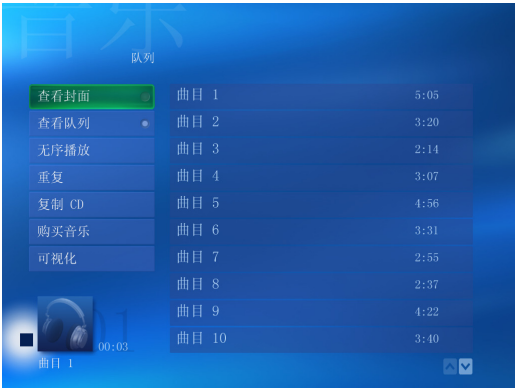 音乐
队列
查看封面
查看队列
无序播放
重复
复制 CD
购买音乐
可视化
曲目 1 5:05
曲目 2 3:20
曲目 3 2:14
曲目 4 3:07
曲目 5 4:56
曲目 6 3:31
曲目 7 2:55
曲目 8 2:37
曲目 9 4:22
曲目 10 3:40
01
00:03
曲目 1